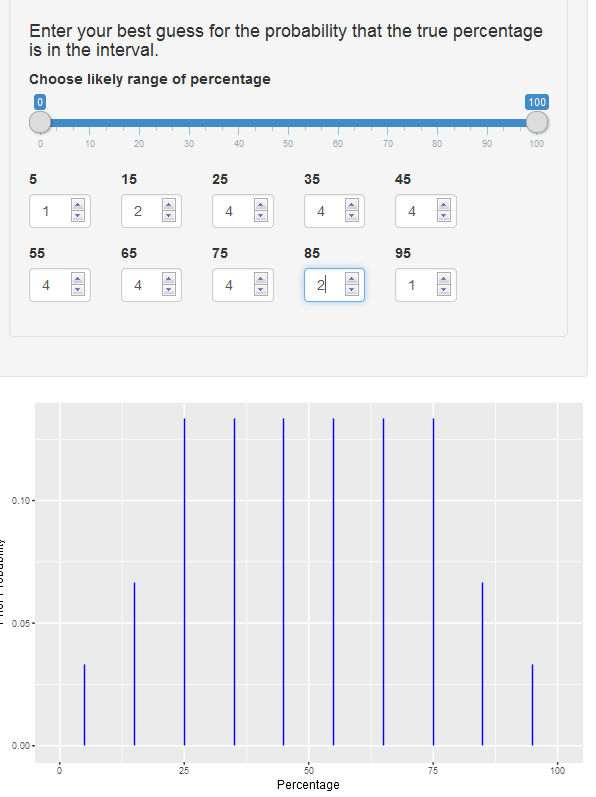 Enter your best guess for the probability that the true percentage
is in the interval.
Choose likely range of percentage
0 100
0 10 20 30 40 50 60 70 80 90 100
5 15 25 35 45
1 2 4 4 4
55 65 75 85 95
4 4 4 2 1
0.10
0.05
0.00
0 25 50 75 100
Percentage